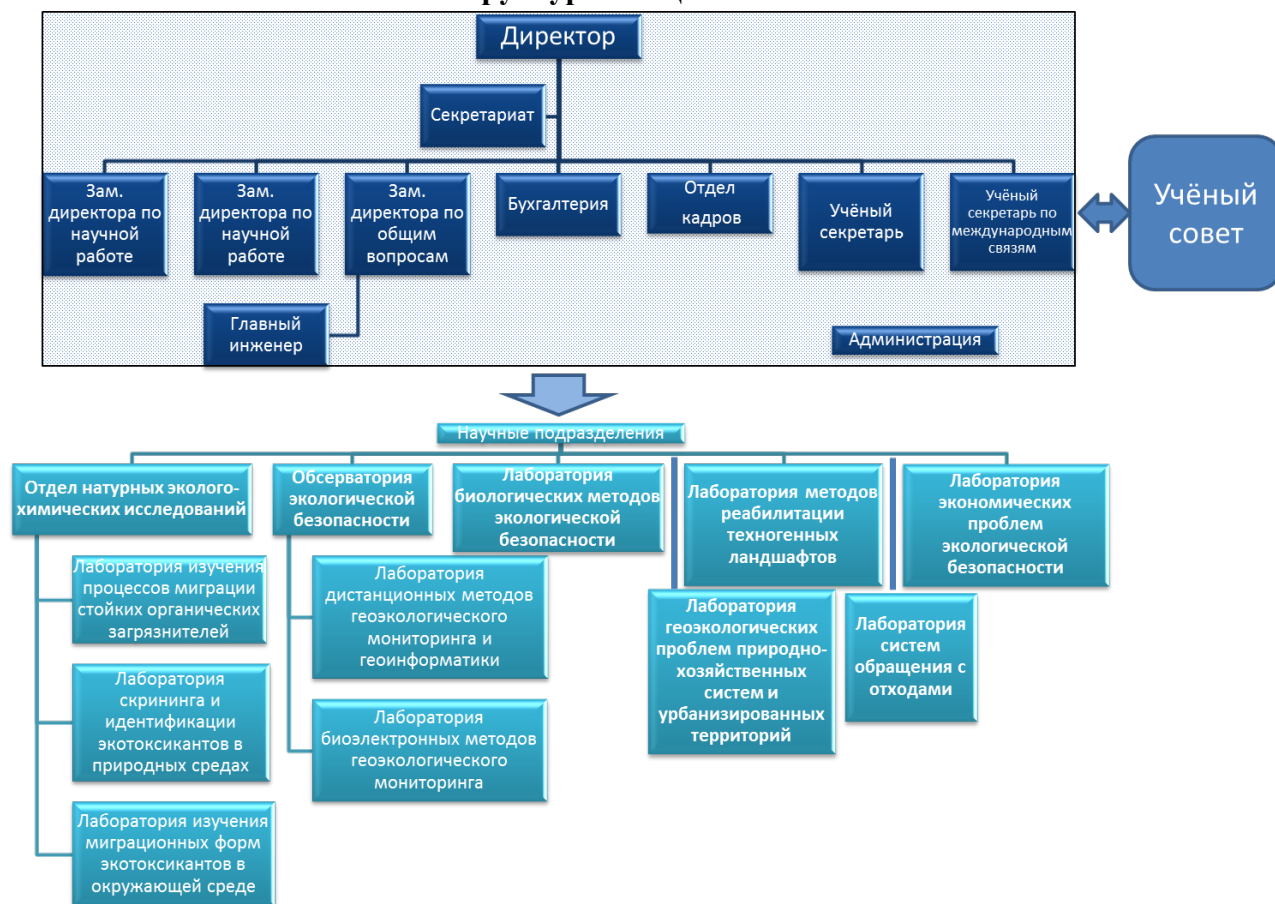 Директор
Секретариат
Зам.
директора по
научной
работе
Зам.
директора по
научной
работе
Зам.
директора по
общим
вопросам
Бухгалтерия
Отдел
кадров
Учёный
секретарь
Учёный
секретарь по
международным
связям
Учёный
совет
Главный
инженер
Администрация
Научные подразделения
Отдел натурных эколого-
химических исследований
Обсерватория
экологической
безопасности
Лаборатория
биологических методов
экологической
безопасности
Лаборатория методов
реабилитации
техногенных
ландшафтов
Лаборатория
экономических
проблем
экологической
безопасности
Лаборатория изучения
процессов миграции
стойких органических
загрязнителей
Лаборатория
дистанционных методов
геоэкологического
мониторинга и
геоинформатики
Лаборатория
геоэкологических
проблем природно-
хозяйственных
систем и
урбанизированных
территорий
Лаборатория
систем
обращения с
отходами
Лаборатория
скрининга и
идентификации
экотоксикантов в
природных средах
Лаборатория
биоэлектронных методов
геоэкологического
мониторинга
Лаборатория изучения
миграционных форм
экотоксикантов в
окружающей среде